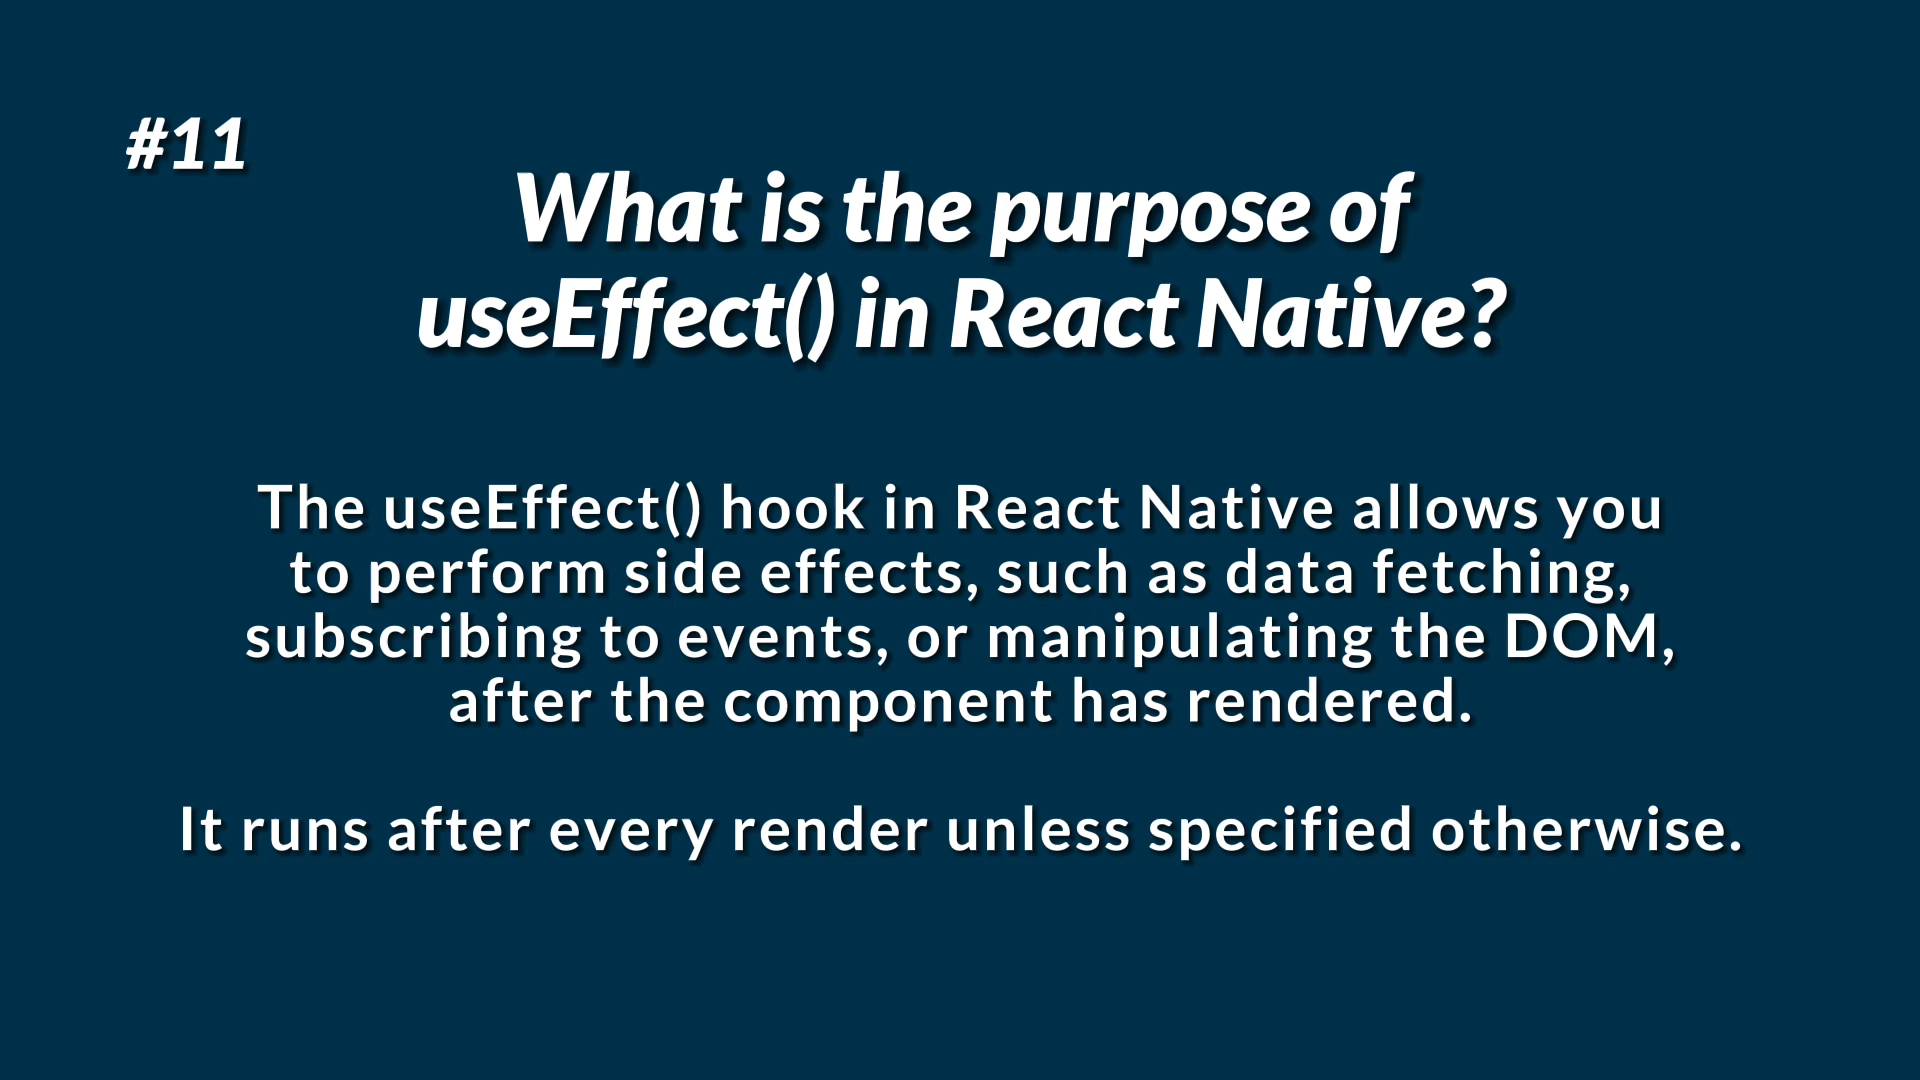 #11
What is the purpose of
useEffect() in React Native?
The useEffect() hook in React Native allows you
to perform side effects, such as data fetching,
subscribing to events, or manipulating the DOM,
after the component has rendered.
It runs after every render unless specified otherwise.